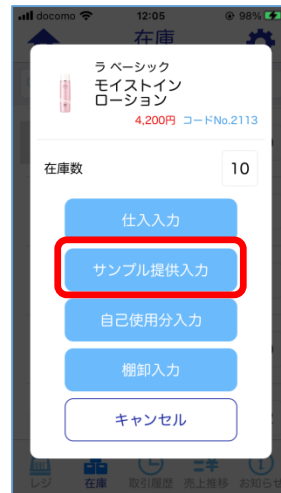 docomo 12:05 98%
在庫
ラ ベーシック
モイストイン
ローション
4,200円 コードNo.2113
在庫数 10
仕入入力
サンプル提供入力
自己使用分入力
棚卸入力
キャンセル
レジ 在庫 取引履歴 売上推移 お知らせ